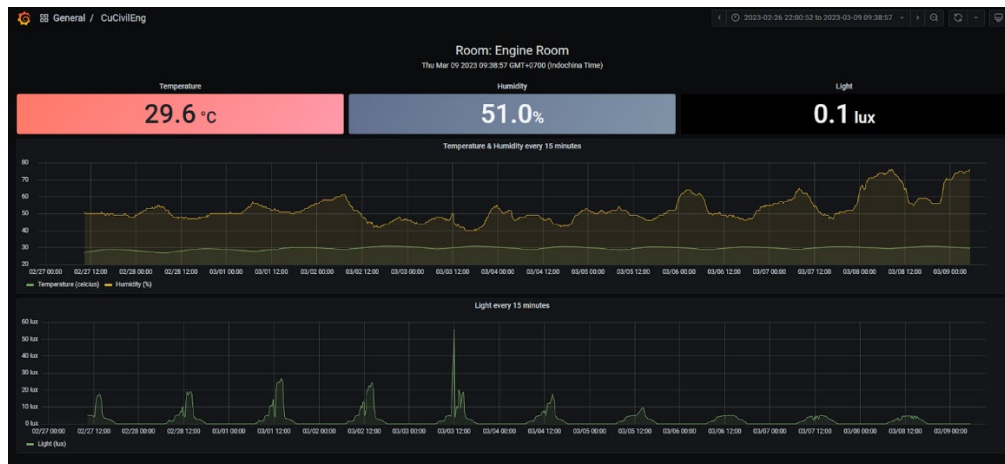 General / CuCivilEng
2023-02-26 22:00:52 to 2023-03-09 09:38:57
Room: Engine Room
Thu Mar 09 2023 09:38:57 GMT+0700 (Indochina Time)
Temperature
Humidity
Light
29.6 °C
51.0%
0.1 lux
Temperature & Humidity every 15 minutes
80
70
60
50
40
30
20
02/27 00:00 02/27 12:00 02/28 00:00 02/28 12:00 03/01 00:00 03/01 12:00 03/02 00:00 03/02 12:00 03/03 00:00 03/03 12:00 03/04 00:00 03/04 12:00 03/05 00:00 03/05 12:00 03/06 00:00 03/06 12:00 03/07 00:00 03/07 12:00 03/08 00:00 03/08 12:00 03/09 00:00
Temperature (celcius) Humidity (%)
Light every 15 minutes
60 lux
50 lux
40 lux
30 lux
20 lux
10 lux
0 lux
02/27 00:00 02/27 12:00 02/28 00:00 02/28 12:00 03/01 00:00 03/01 12:00 03/02 00:00 03/02 12:00 03/03 00:00 03/03 12:00 03/04 00:00 03/04 12:00 03/05 00:00 03/05 12:00 03/06 00:00 03/06 12:00 03/07 00:00 03/07 12:00 03/08 00:00 03/08 12:00 03/09 00:00
Light (lux)